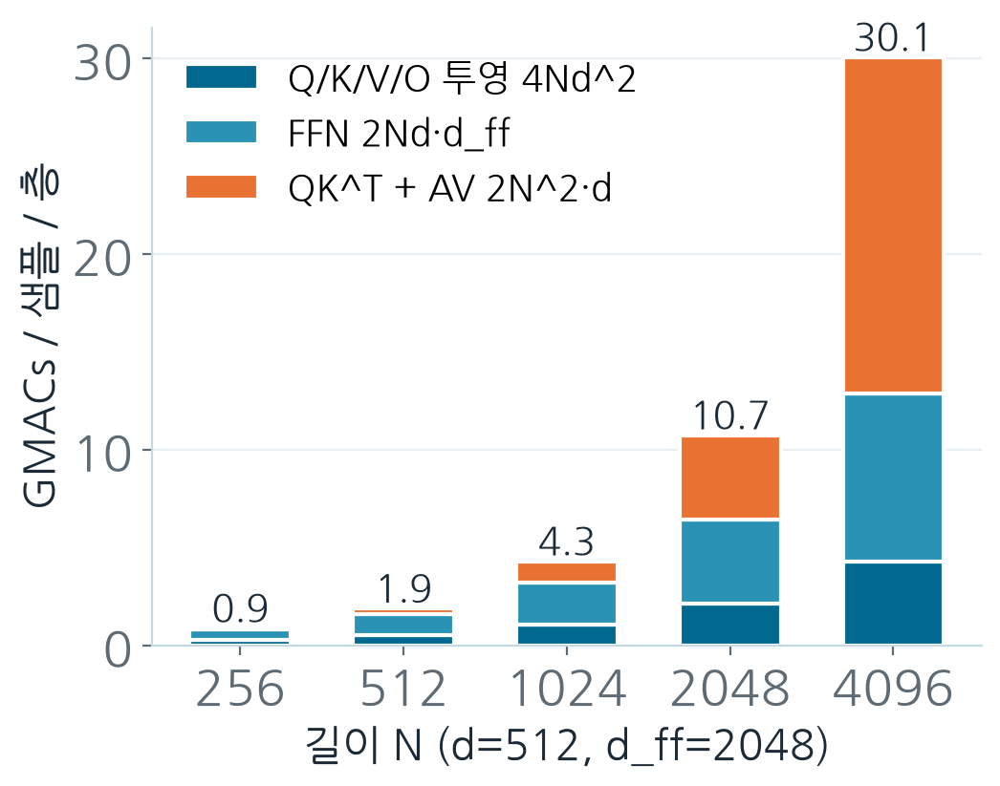 Q/K/V/O 투영 4Nd^2
FFN 2Nd·d_ff
QK^T + AV 2N^2·d
GMACs / 샘플 / 층
30
20
10
0
0.9
1.9
4.3
10.7
30.1
256
512
1024
2048
4096
길이 N (d=512, d_ff=2048)